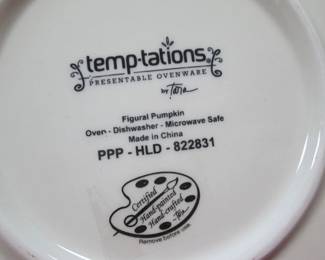 temp-tations
PRESENTABLE OVENWARE
by Tara
Figural Pumpkin
Oven - Dishwasher - Microwave Safe
Made in China
PPP - HLD - 822831
Certified
Hand-painted
Hand-crafted
Tara
Remove before use